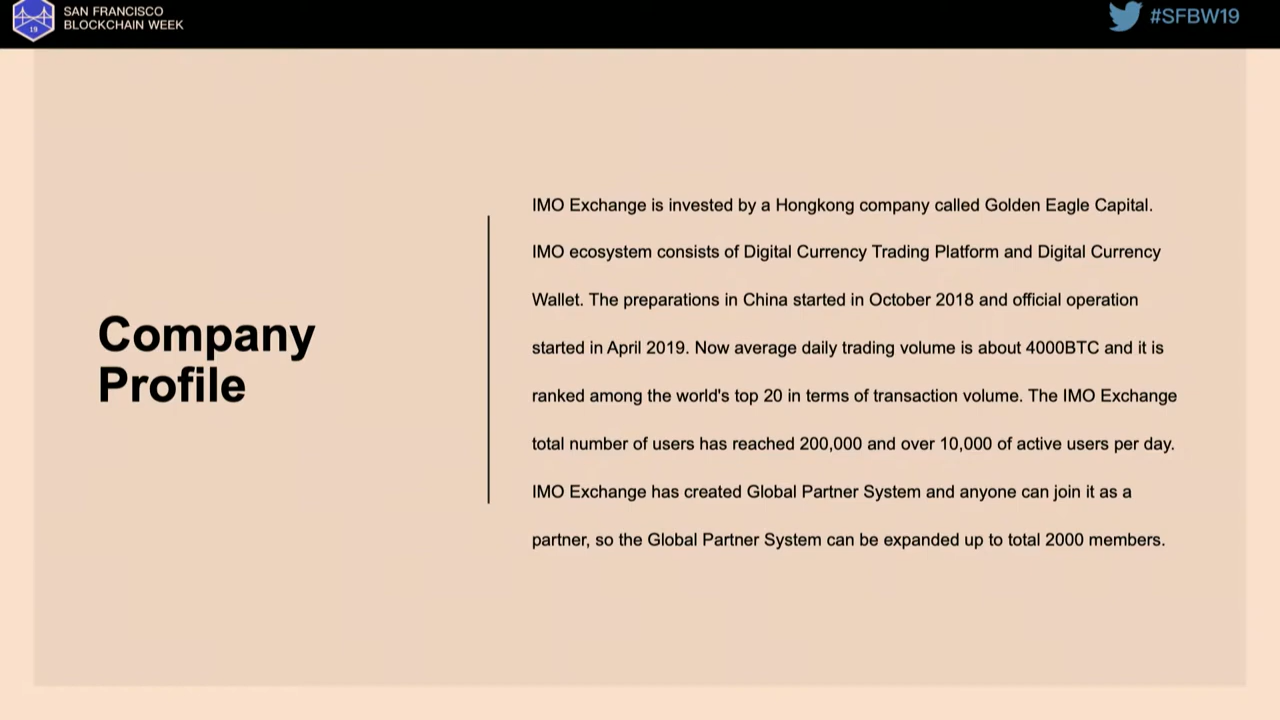 SAN FRANCISCO
BLOCKCHAIN WEEK
19
#SFBW19
Company
Profile
IMO Exchange is invested by a Hongkong company called Golden Eagle Capital.
IMO ecosystem consists of Digital Currency Trading Platform and Digital Currency
Wallet. The preparations in China started in October 2018 and official operation
started in April 2019. Now average daily trading volume is about 4000BTC and it is
ranked among the world's top 20 in terms of transaction volume. The IMO Exchange
total number of users has reached 200,000 and over 10,000 of active users per day.
IMO Exchange has created Global Partner System and anyone can join it as a
partner, so the Global Partner System can be expanded up to total 2000 members.